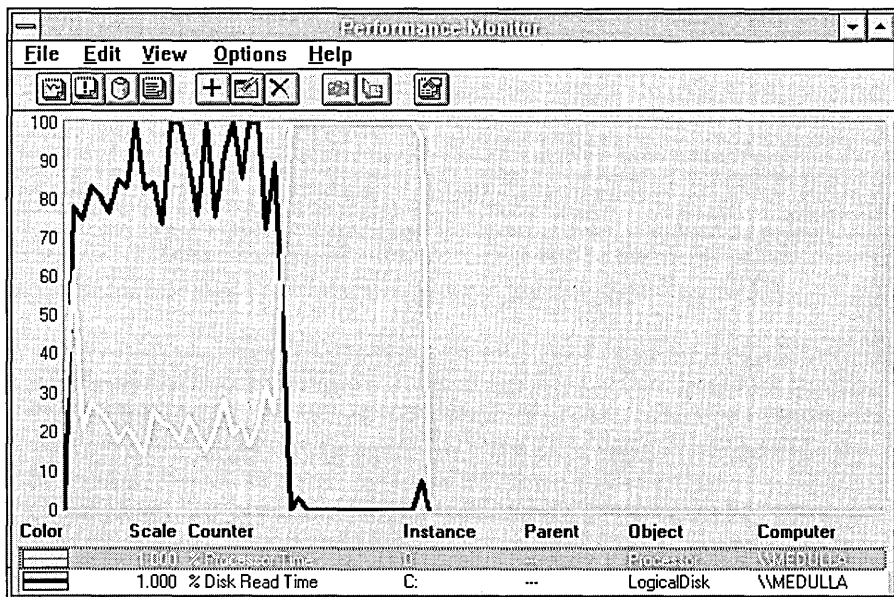 Performance Monitor
File Edit View Options Help
100
90
80
70
60
50
40
30
20
10
0
Color Scale Counter Instance Parent Object Computer
1.000 % Processor Time 0 --- Processor \\MEDULLA
1.000 % Disk Read Time C: --- LogicalDisk \\MEDULLA